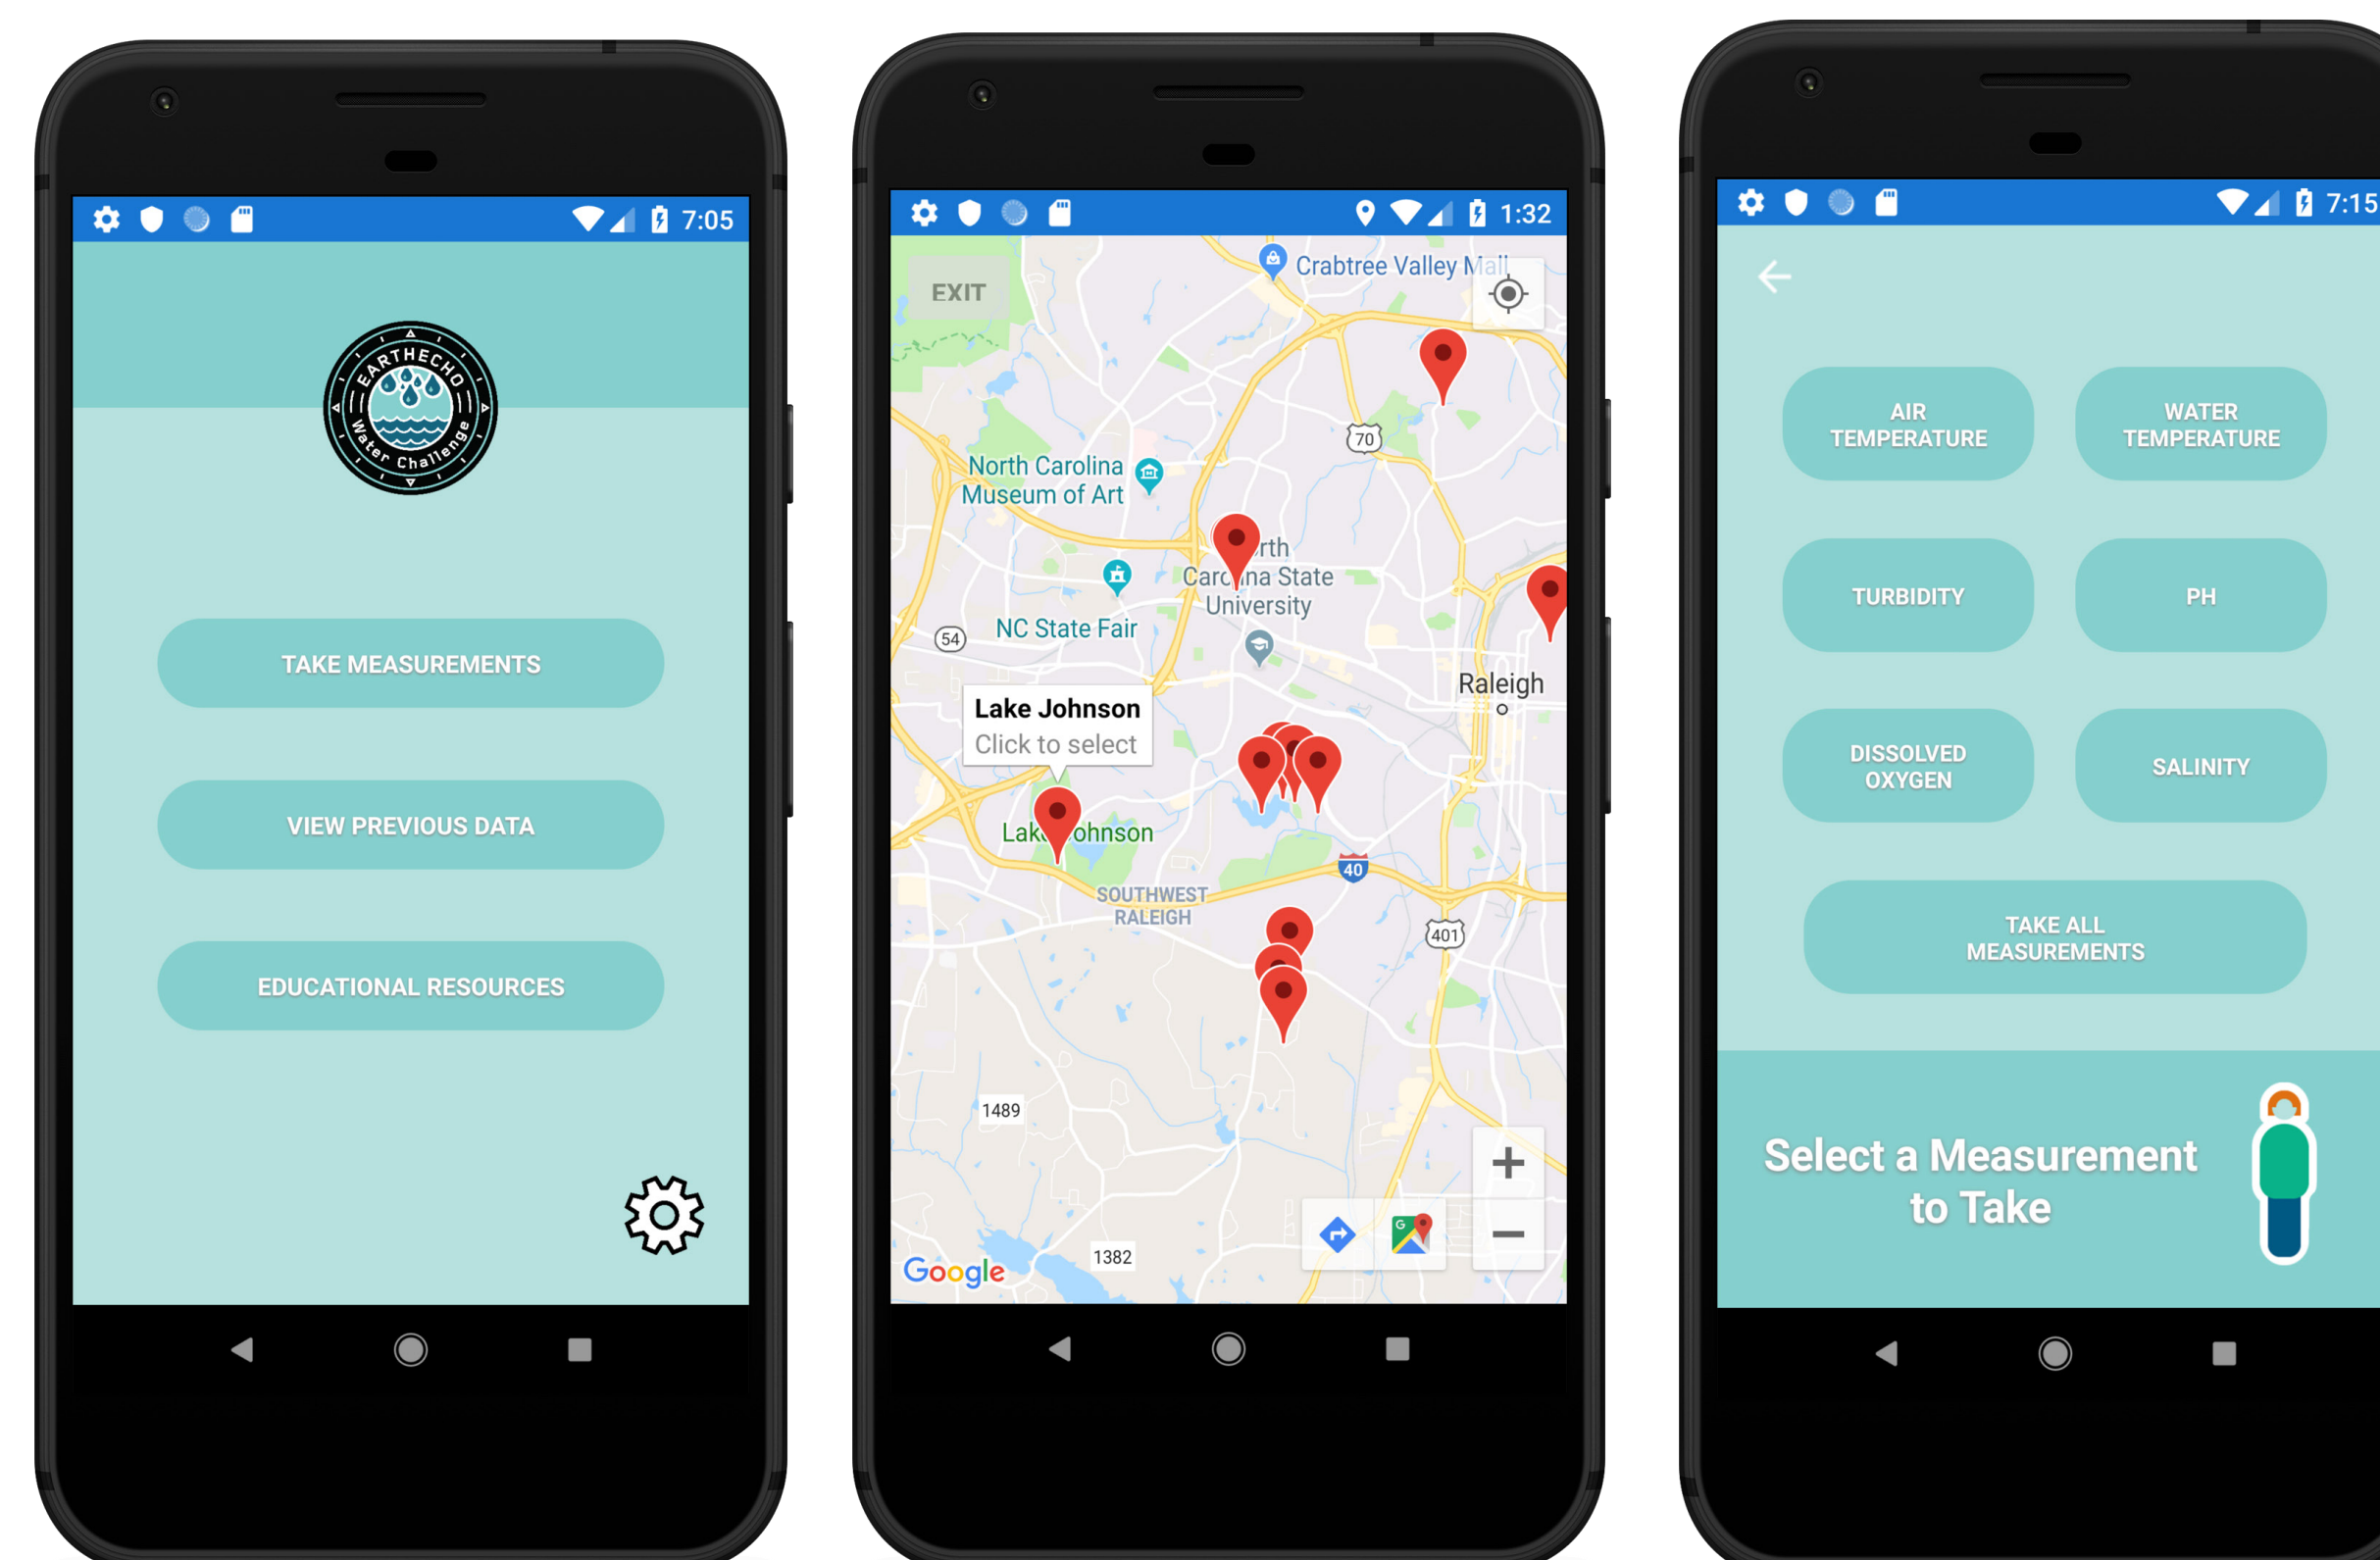 7:05
EARTHECHO
Water Challenge
TAKE MEASUREMENTS
VIEW PREVIOUS DATA
EDUCATIONAL RESOURCES
1:32
EXIT
Crabtree Valley Mall
70
North Carolina
Museum of Art
North
Carolina State
University
NC State Fair
54
Raleigh
Lake Johnson
Click to select
Lake Johnson
40
SOUTHWEST
RALEIGH
401
1489
1382
G
Google
7:15
AIR
TEMPERATURE
WATER
TEMPERATURE
TURBIDITY
PH
DISSOLVED
OXYGEN
SALINITY
TAKE ALL
MEASUREMENTS
Select a Measurement
to Take